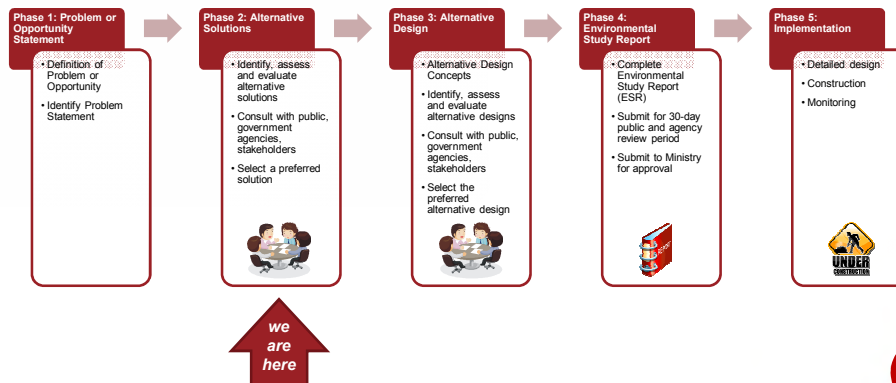 Phase 1: Problem or
Opportunity
Statement
• Definition of
Problem or
Opportunity
• Identify Problem
Statement
Phase 2: Alternative
Solutions
• Identify, assess
and evaluate
alternative
solutions
• Consult with public,
government
agencies,
stakeholders
• Select a preferred
solution
Phase 3: Alternative
Design
• Alternative Design
Concepts
• Identify, assess
and evaluate
alternative designs
• Consult with public,
government
agencies,
stakeholders
• Select the
preferred
alternative design
Phase 4:
Environmental
Study Report
• Complete
Environmental
Study Report
(ESR)
• Submit for 30-day
public and agency
review period
• Submit to Ministry
for approval
REPORT
Phase 5:
Implementation
• Detailed design
• Construction
• Monitoring
UNDER
CONSTRUCTION
we
are
here